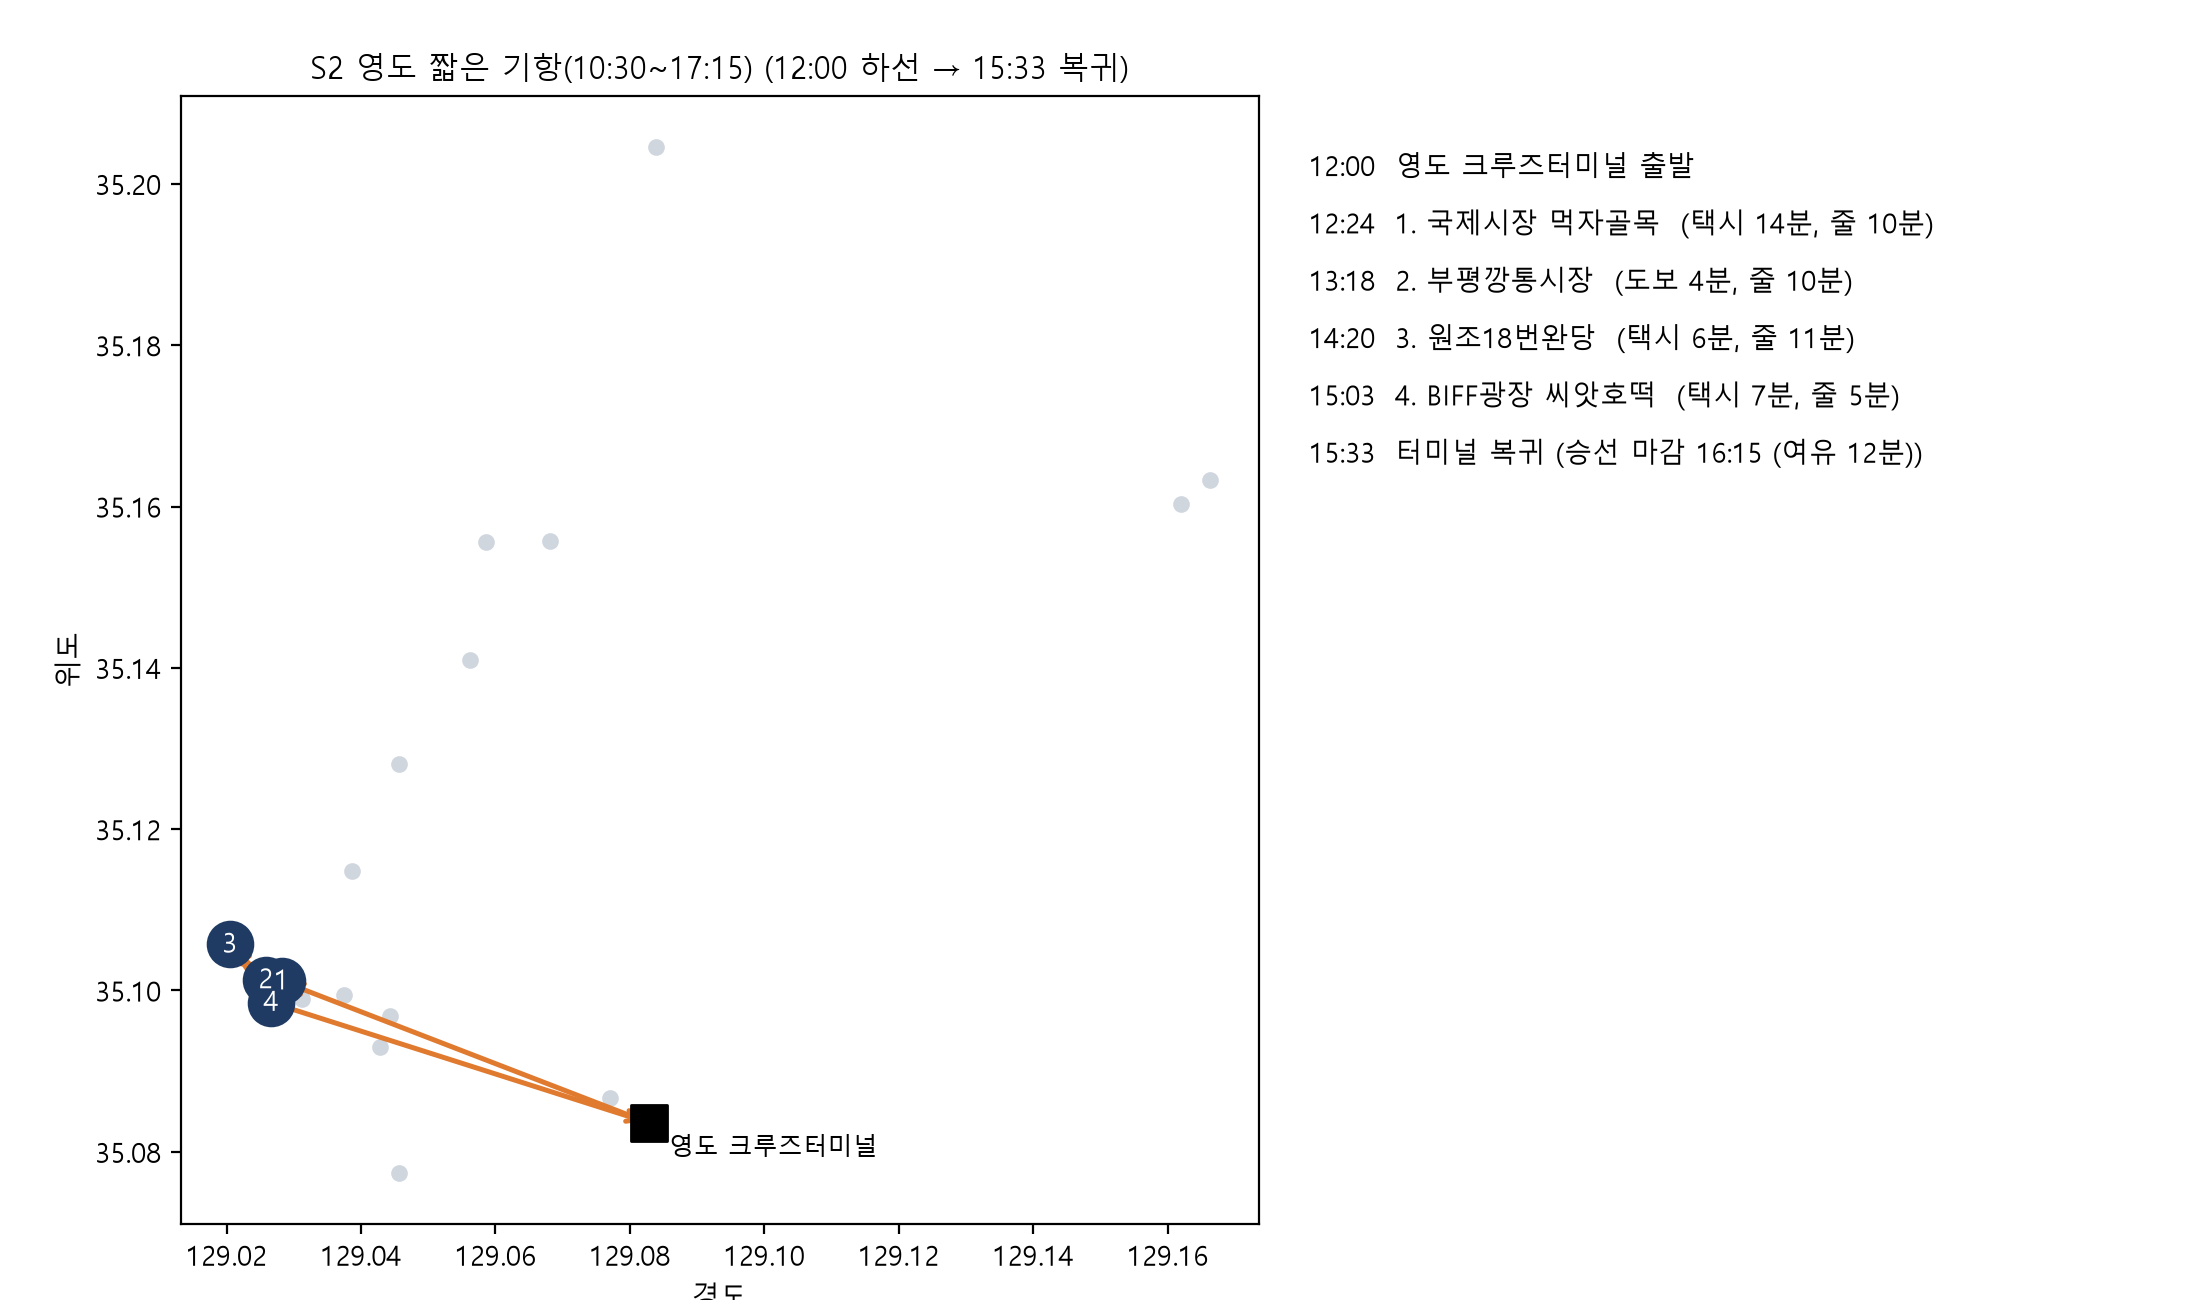 S2 영도 짧은 기항(10:30~17:15) (12:00 하선 → 15:33 복귀)
12:00 영도 크루즈터미널 출발
12:24 1. 국제시장 먹자골목 (택시 14분, 줄 10분)
13:18 2. 부평깡통시장 (도보 4분, 줄 10분)
14:20 3. 원조18번완당 (택시 6분, 줄 11분)
15:03 4. BIFF광장 씨앗호떡 (택시 7분, 줄 5분)
15:33 터미널 복귀 (승선 마감 16:15 (여유 12분))
위도
35.20
35.18
35.16
35.14
35.12
35.10
35.08
3
2
1
4
영도 크루즈터미널
129.02 129.04 129.06 129.08 129.10 129.12 129.14 129.16
경도